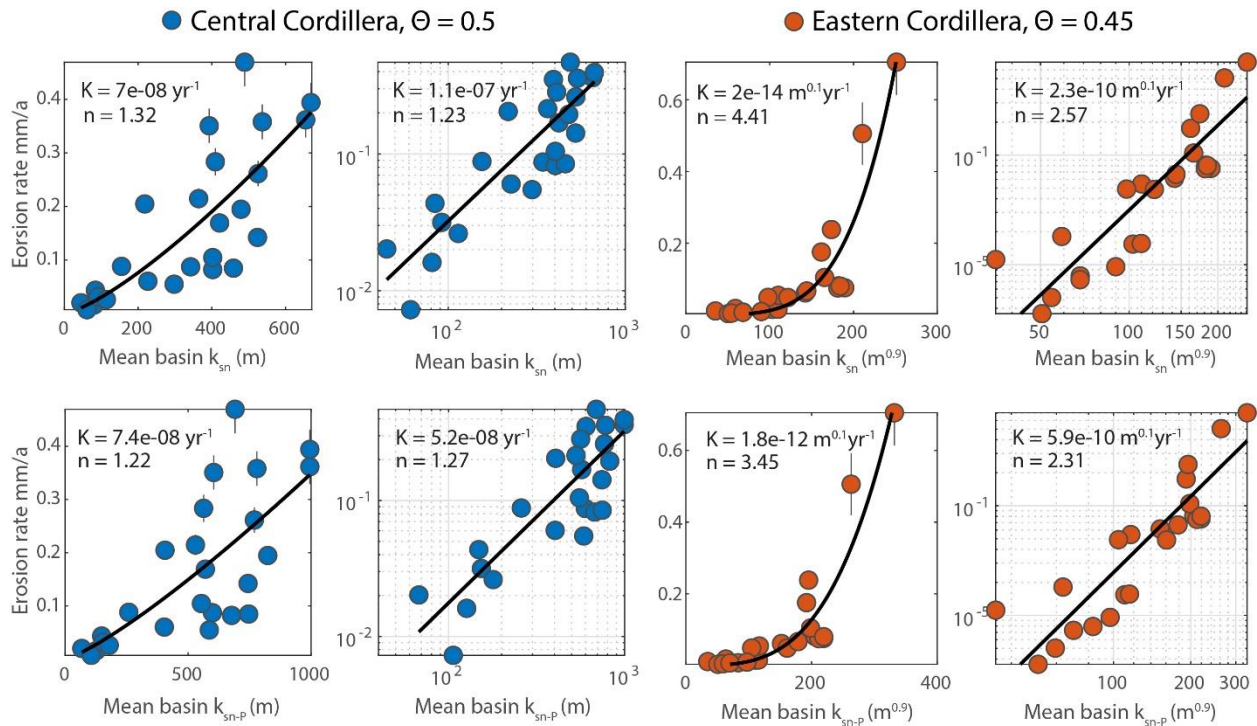 Central Cordillera, Θ = 0.5
Eastern Cordillera, Θ = 0.45
Eorsion rate mm/a
0.4
0.3
0.2
0.1
K = 7e-08 yr⁻¹
n = 1.32
0 200 400 600
Mean basin kₛₙ (m)
10⁻¹
10⁻²
K = 1.1e-07 yr⁻¹
n = 1.23
10² 10³
Mean basin kₛₙ (m)
0.6
0.4
0.2
K = 2e-14 m⁰·¹yr⁻¹
n = 4.41
0 100 200 300
Mean basin kₛₙ (m⁰·⁹)
10⁻¹
10⁻⁵
K = 2.3e-10 m⁰·¹yr⁻¹
n = 2.57
50 100 150 200
Mean basin kₛₙ (m⁰·⁹)
Erosion rate mm/a
0.4
0.3
0.2
0.1
K = 7.4e-08 yr⁻¹
n = 1.22
0 500 1000
Mean basin kₛₙ₋P (m)
10⁻¹
10⁻²
K = 5.2e-08 yr⁻¹
n = 1.27
10² 10³
Mean basin kₛₙ₋P (m)
0.6
0.4
0.2
0
K = 1.8e-12 m⁰·¹yr⁻¹
n = 3.45
0 200 400
Mean basin kₛₙ₋P (m⁰·⁹)
10⁻¹
10⁻⁵
K = 5.9e-10 m⁰·¹yr⁻¹
n = 2.31
100 200 300
Mean basin kₛₙ₋P (m⁰·⁹)